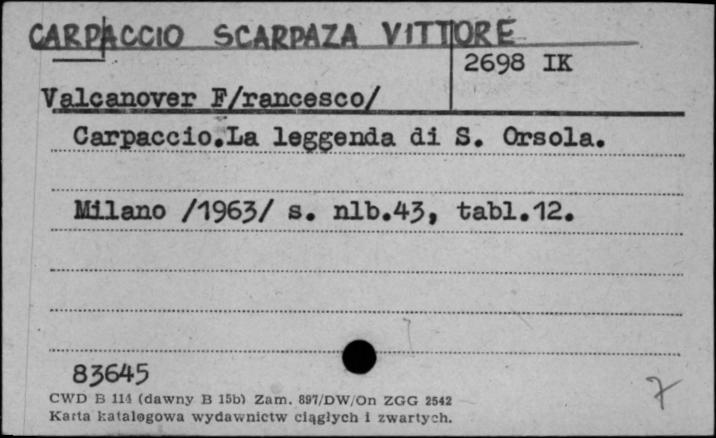 CARPACCIO SCARPAZA VITTORE
2698 IK
Valcanover F/rancesco/
Carpaccio.La leggenda di S. Orsola.
Milano /1963/ s. nlb.43, tabl.12.
83645
7
CWD B 114 (dawny B 15b) Zam. 897/DW/On ZGG 2542
Karta katalogowa wydawnictw ciągłych i zwartych.